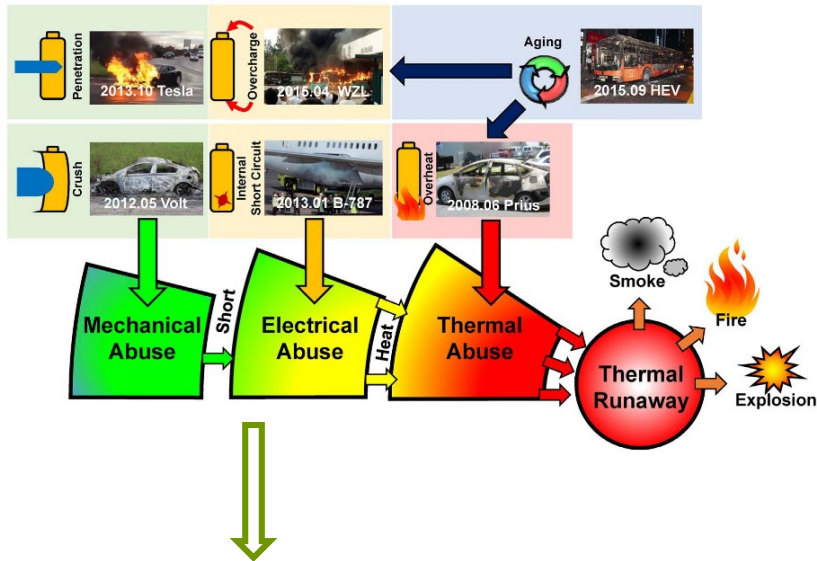 Penetration
2013.10 Tesla
Overcharge
2015.04, WZL
Aging
2015.09 HEV
Crush
2012.05 Volt
Internal
Short Circuit
2013.01 B-787
Overheat
2008.06 Prius
Mechanical
Abuse
Short
Electrical
Abuse
Heat
Thermal
Abuse
Thermal
Runaway
Smoke
Fire
Explosion